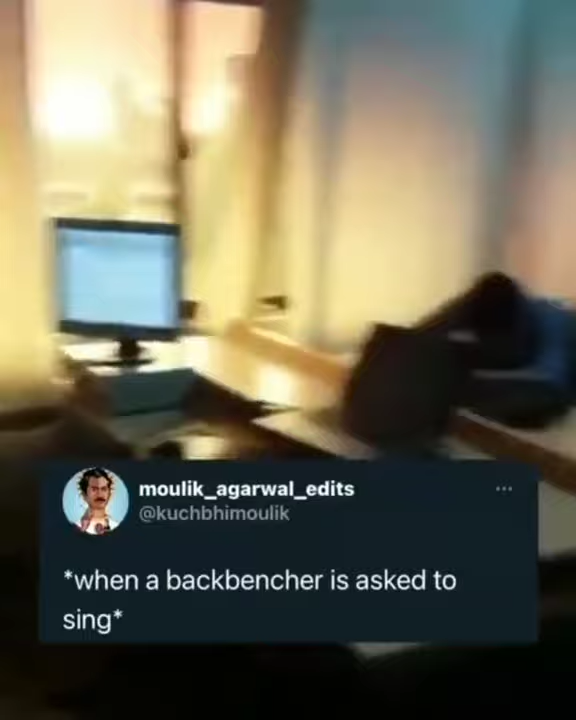 moulik_agarwal_edits
@kuchbhimoulik
*when a backbencher is asked to
sing*